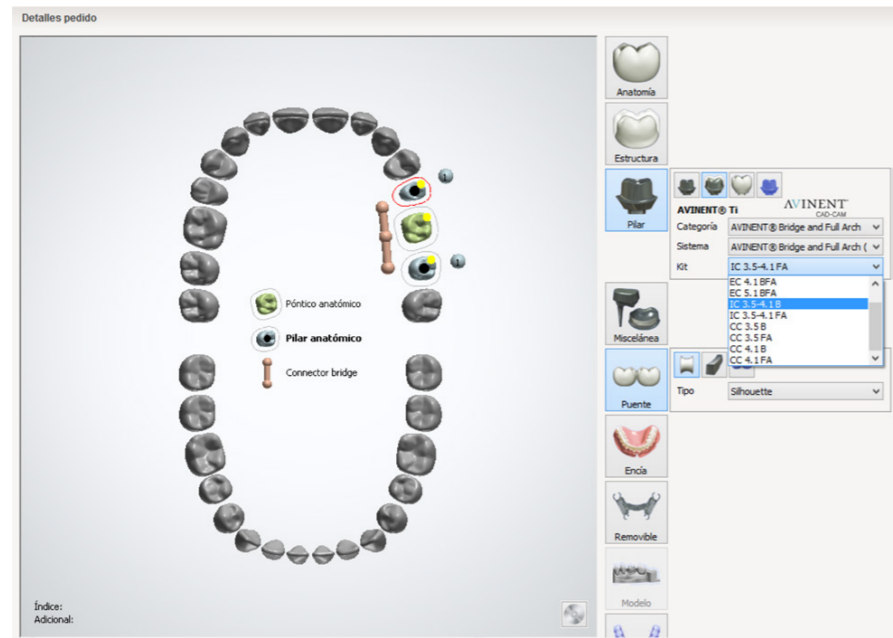 Detalles pedido
Anatomía
Estructura
Pilar
AVINENT® Ti
AVINENT
CAD-CAM
Categoría
AVINENT® Bridge and Full Arch
Sistema
AVINENT® Bridge and Full Arch (
Kit
IC 3.5-4.1 FA
EC 4.1 BFA
EC 5.1 BFA
IC 3.5-4.1 B
IC 3.5-4.1 FA
CC 3.5 B
CC 3.5 FA
CC 4.1 B
CC 4.1 FA
1
1
Póntico anatómico
Pilar anatómico
Connector bridge
Miscelánea
Tipo
Silhouette
Puente
Encía
Removible
Modelo
Índice:
Adicional: